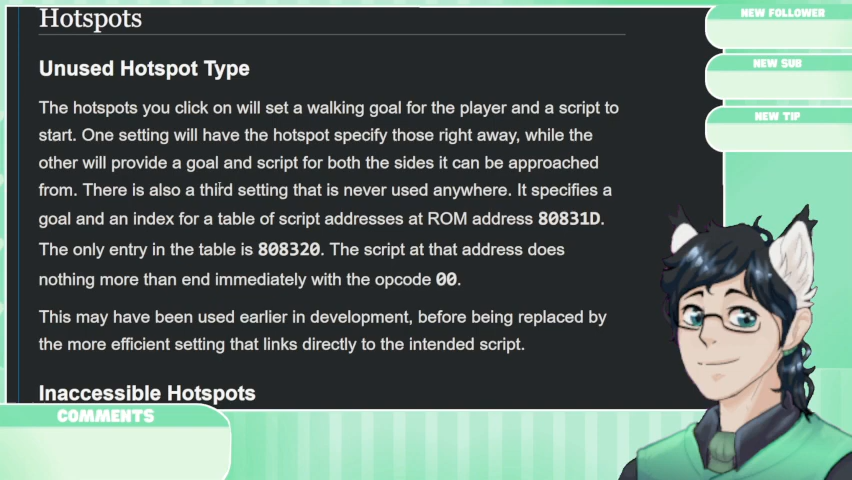 Hotspots
Unused Hotspot Type
The hotspots you click on will set a walking goal for the player and a script to
start. One setting will have the hotspot specify those right away, while the
other will provide a goal and script for both the sides it can be approached
from. There is also a third setting that is never used anywhere. It specifies a
goal and an index for a table of script addresses at ROM address 80831D.
The only entry in the table is 808320. The script at that address does
nothing more than end immediately with the opcode 00.
This may have been used earlier in development, before being replaced by
the more efficient setting that links directly to the intended script.
Inaccessible Hotspots
COMMENTS
NEW FOLLOWER
NEW SUB
NEW TIP